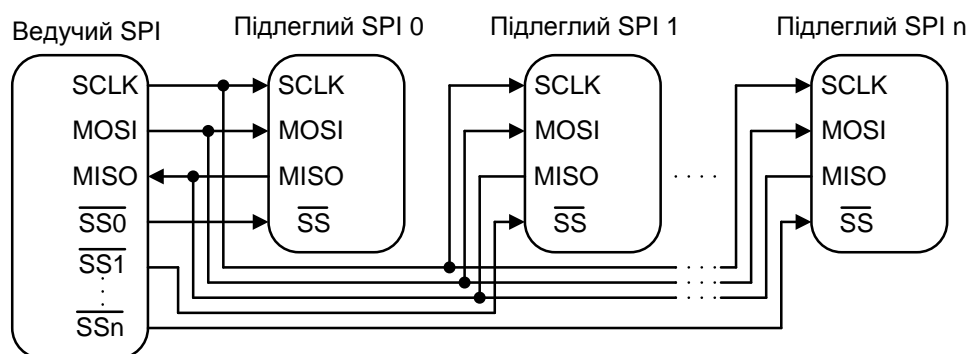 Ведучий SPI
SCLK
MOSI
MISO
SS0
SS1
SSn
Підлеглий SPI 0
SCLK
MOSI
MISO
SS
Підлеглий SPI 1
SCLK
MOSI
MISO
SS
Підлеглий SPI n
SCLK
MOSI
MISO
SS